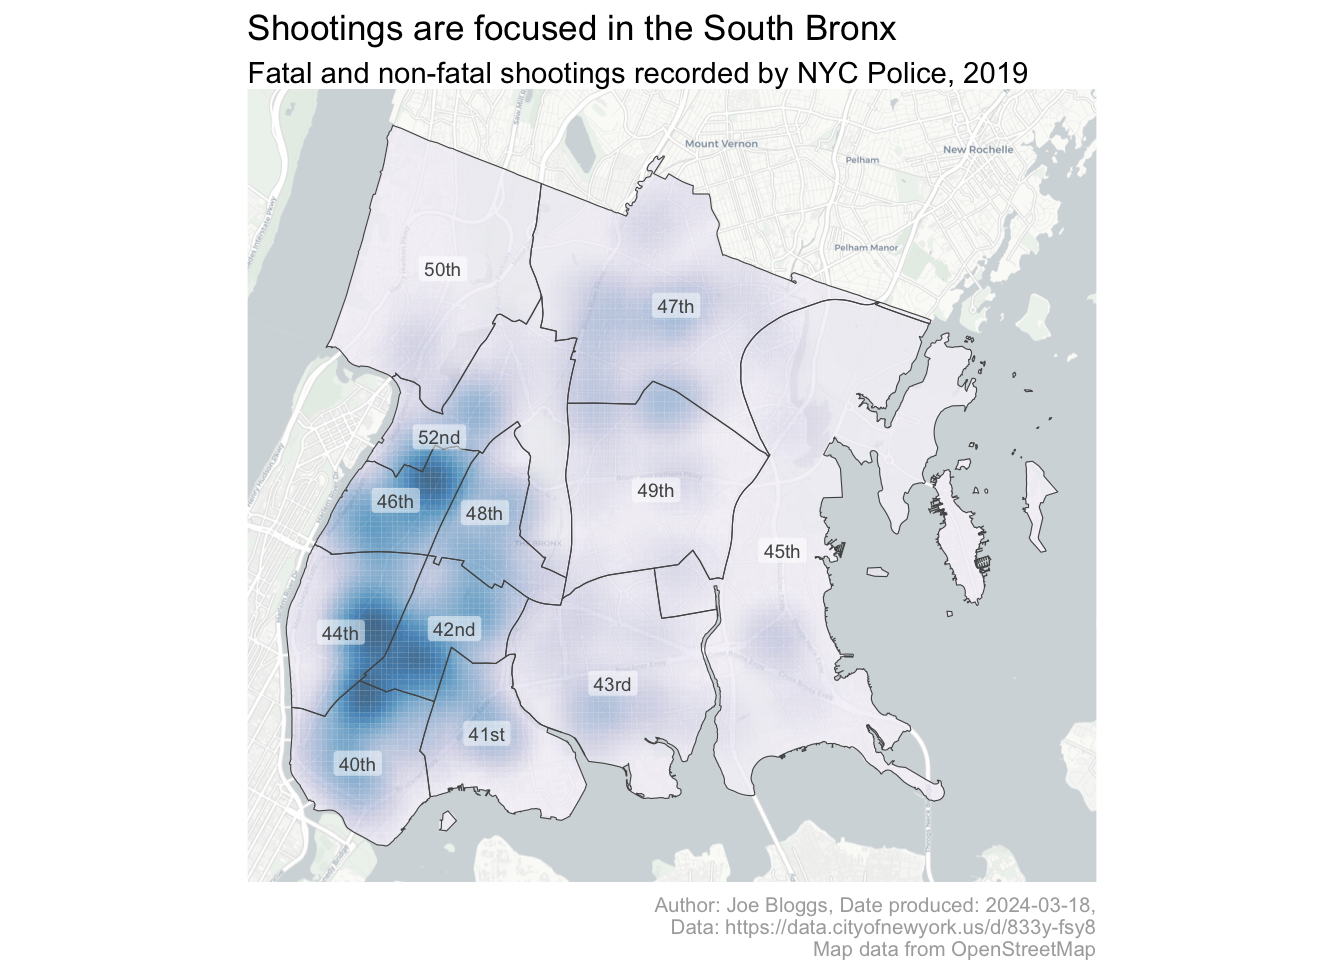 Shootings are focused in the South Bronx
Fatal and non-fatal shootings recorded by NYC Police, 2019
Mount Vernon
New Rochelle
Pelham
Pelham Manor
50th
47th
52nd
46th
48th
49th
45th
44th
42nd
43rd
41st
40th
Author: Joe Bloggs, Date produced: 2024-03-18,
Data: https://data.cityofnewyork.us/d/833y-fsy8
Map data from OpenStreetMap